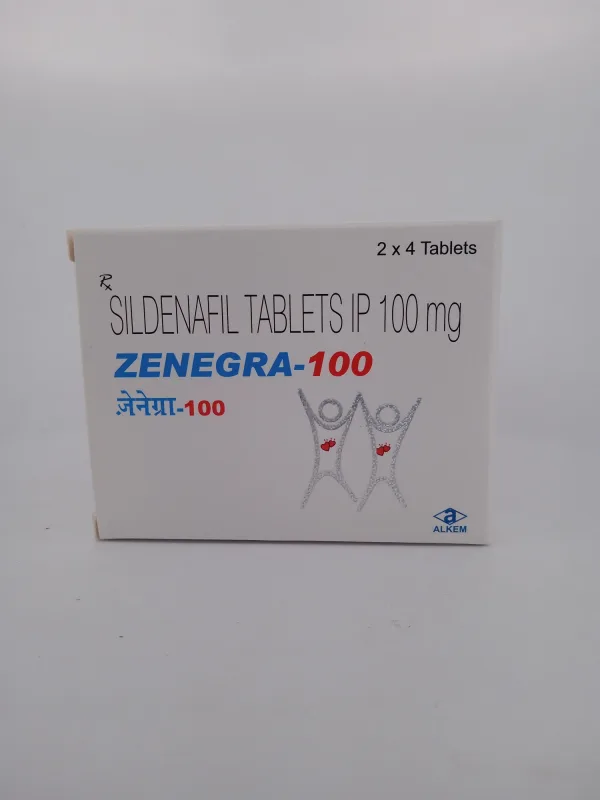 2 x 4 Tablets
Rx
SILDENAFIL TABLETS IP 100 mg
ZENEGRA-100
ज़ेनेग्रा-100
a
ALKEM